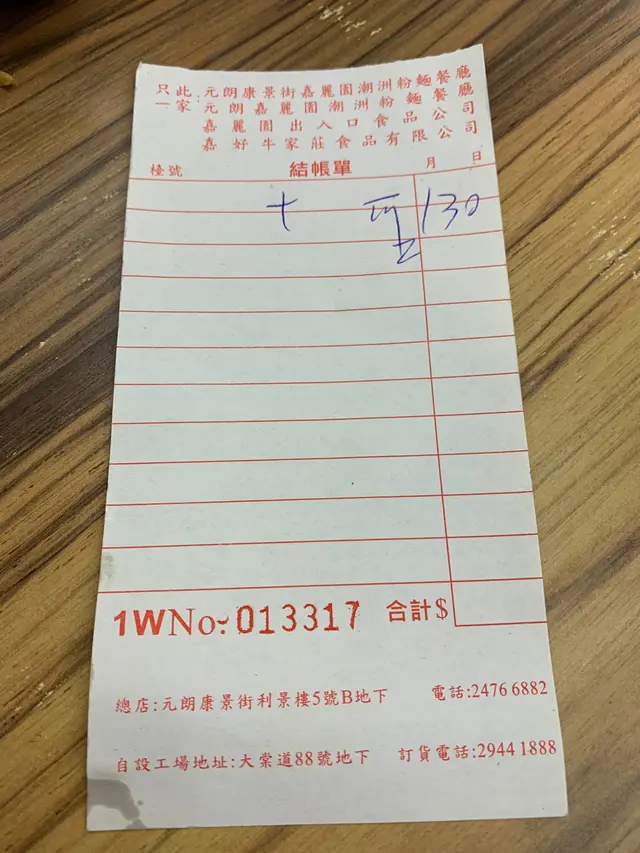 只此一家
元朗康景街嘉麗園潮洲粉麵餐廳
元朗嘉麗園潮洲粉麵餐廳
嘉麗園出入口食品公司
嘉好牛家莊食品有限公司
檯號 結帳單 月 日
十 130
1W No: 013317 合計$
總店:元朗康景街利景樓5號B地下 電話:2476 6882
自設工場地址:大棠道88號地下 訂貨電話:2944 1888